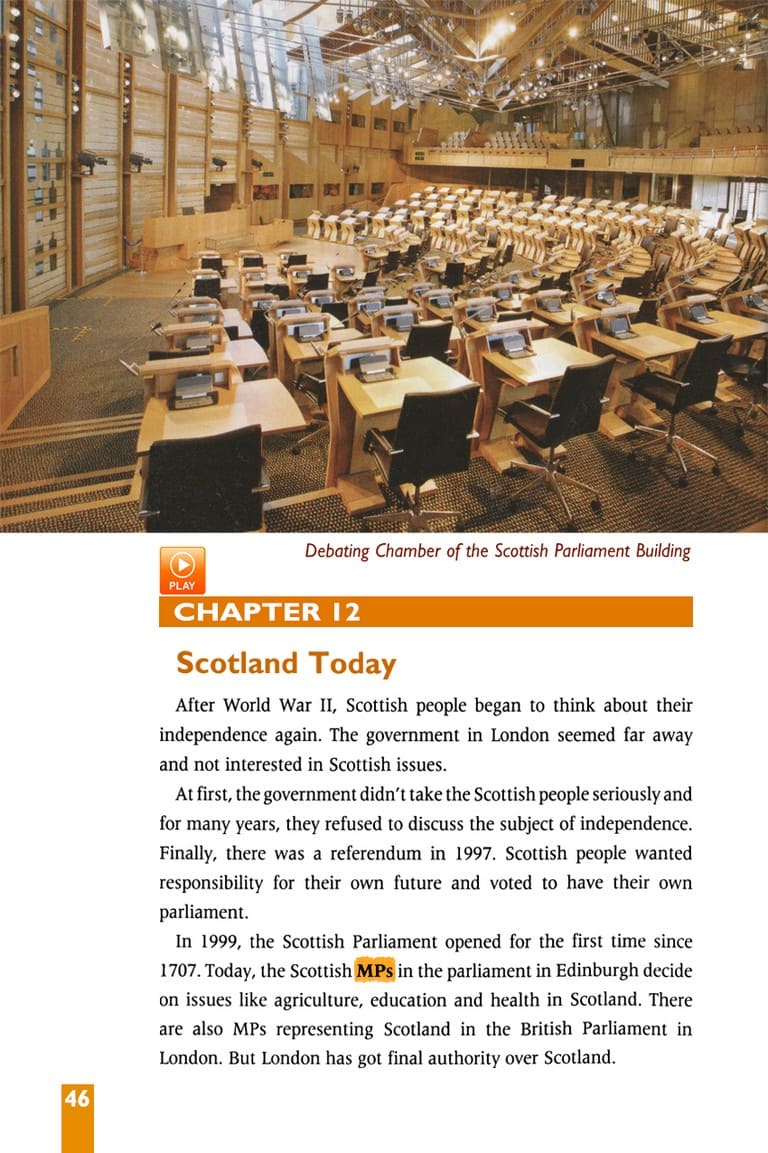 Debating Chamber of the Scottish Parliament Building
PLAY
CHAPTER 12
Scotland Today
After World War II, Scottish people began to think about their
independence again. The government in London seemed far away
and not interested in Scottish issues.
At first, the government didn't take the Scottish people seriously and
for many years, they refused to discuss the subject of independence.
Finally, there was a referendum in 1997. Scottish people wanted
responsibility for their own future and voted to have their own
parliament.
In 1999, the Scottish Parliament opened for the first time since
1707. Today, the Scottish MPs in the parliament in Edinburgh decide
on issues like agriculture, education and health in Scotland. There
are also MPs representing Scotland in the British Parliament in
London. But London has got final authority over Scotland.
46